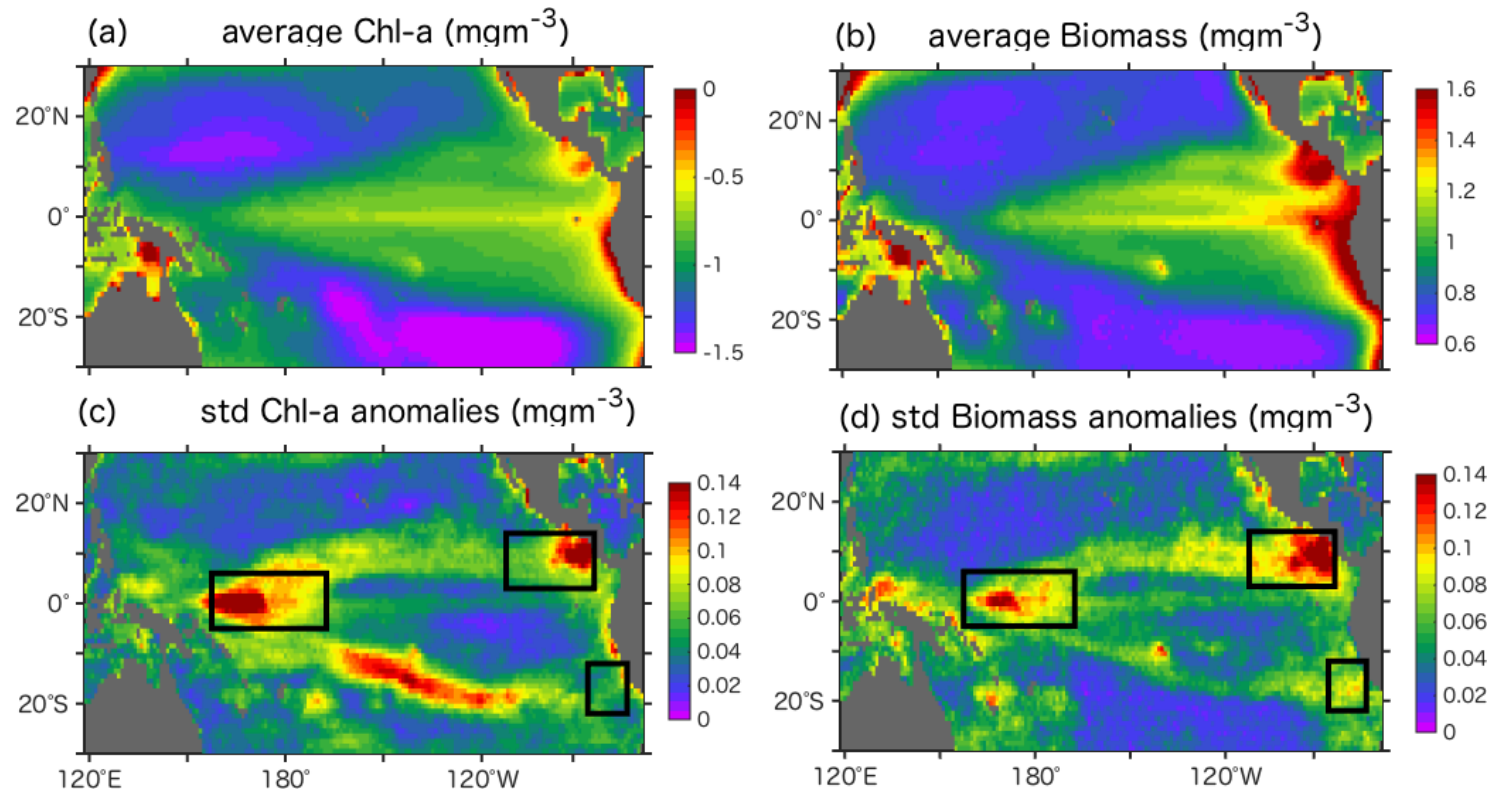 (a) average Chl-a (mgm-3)
(b) average Biomass (mgm-3)
20°N
0°
20°S
0
-0.5
-1
-1.5
20°N
0°
20°S
1.6
1.4
1.2
1
0.8
0.6
(c) std Chl-a anomalies (mgm-3)
(d) std Biomass anomalies (mgm-3)
20°N
0°
20°S
120°E 180° 120°W
0.14
0.12
0.1
0.08
0.06
0.04
0.02
0
20°N
0°
20°S
120°E 180° 120°W
0.14
0.12
0.1
0.08
0.06
0.04
0.02
0